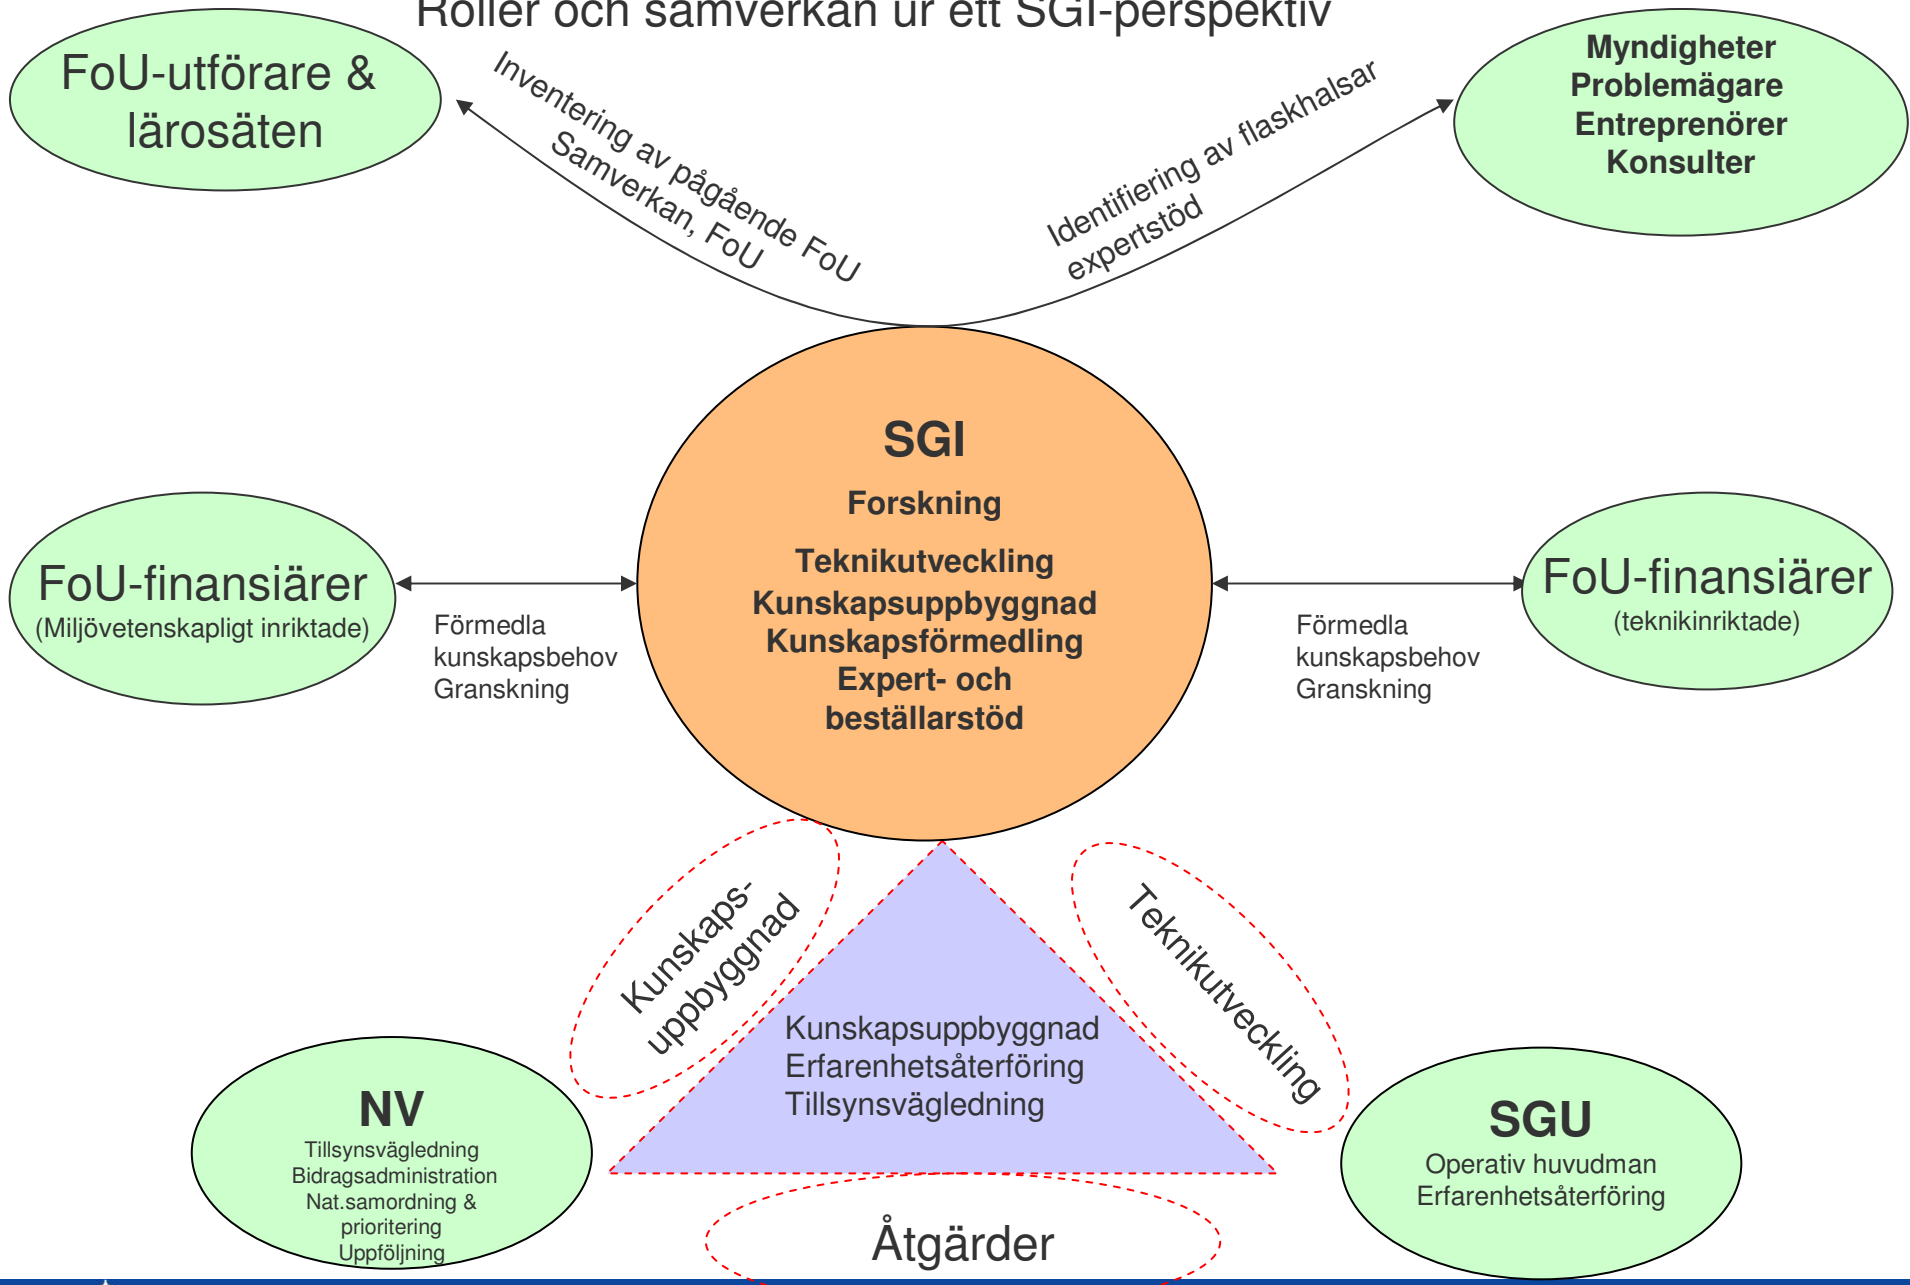 Roller och samverkan ur ett SGI-perspektiv
FoU-utförare &
lärosäten
Inventering av pågående FoU
Samverkan, FoU
Identifiering av flaskhalsar
expertstöd
Myndigheter
Problemägare
Entreprenörer
Konsulter
SGI
Forskning
Teknikutveckling
Kunskapsuppbyggnad
Kunskapsförmedling
Expert- och
beställarstöd
FoU-finansiärer
(Miljövetenskapligt inriktade)
Förmedla
kunskapsbehov
Granskning
Förmedla
kunskapsbehov
Granskning
FoU-finansiärer
(teknikinriktade)
Kunskaps-
uppbyggnad
Teknikutveckling
Kunskapsuppbyggnad
Erfarenhetsåterföring
Tillsynsvägledning
NV
Tillsynsvägledning
Bidragsadministration
Nat.samordning &
prioritering
Uppföljning
SGU
Operativ huvudman
Erfarenhetsåterföring
Åtgärder